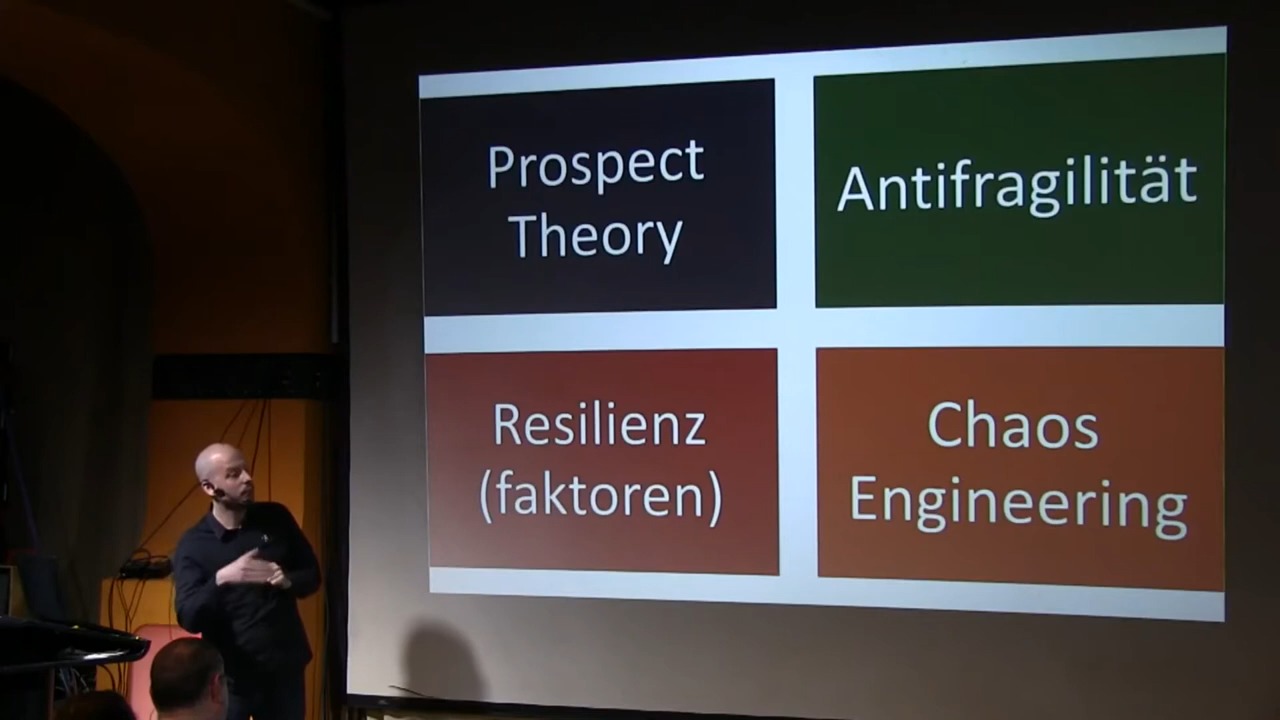 Prospect
Theory
Antifragilität
Resilienz
(faktoren)
Chaos
Engineering